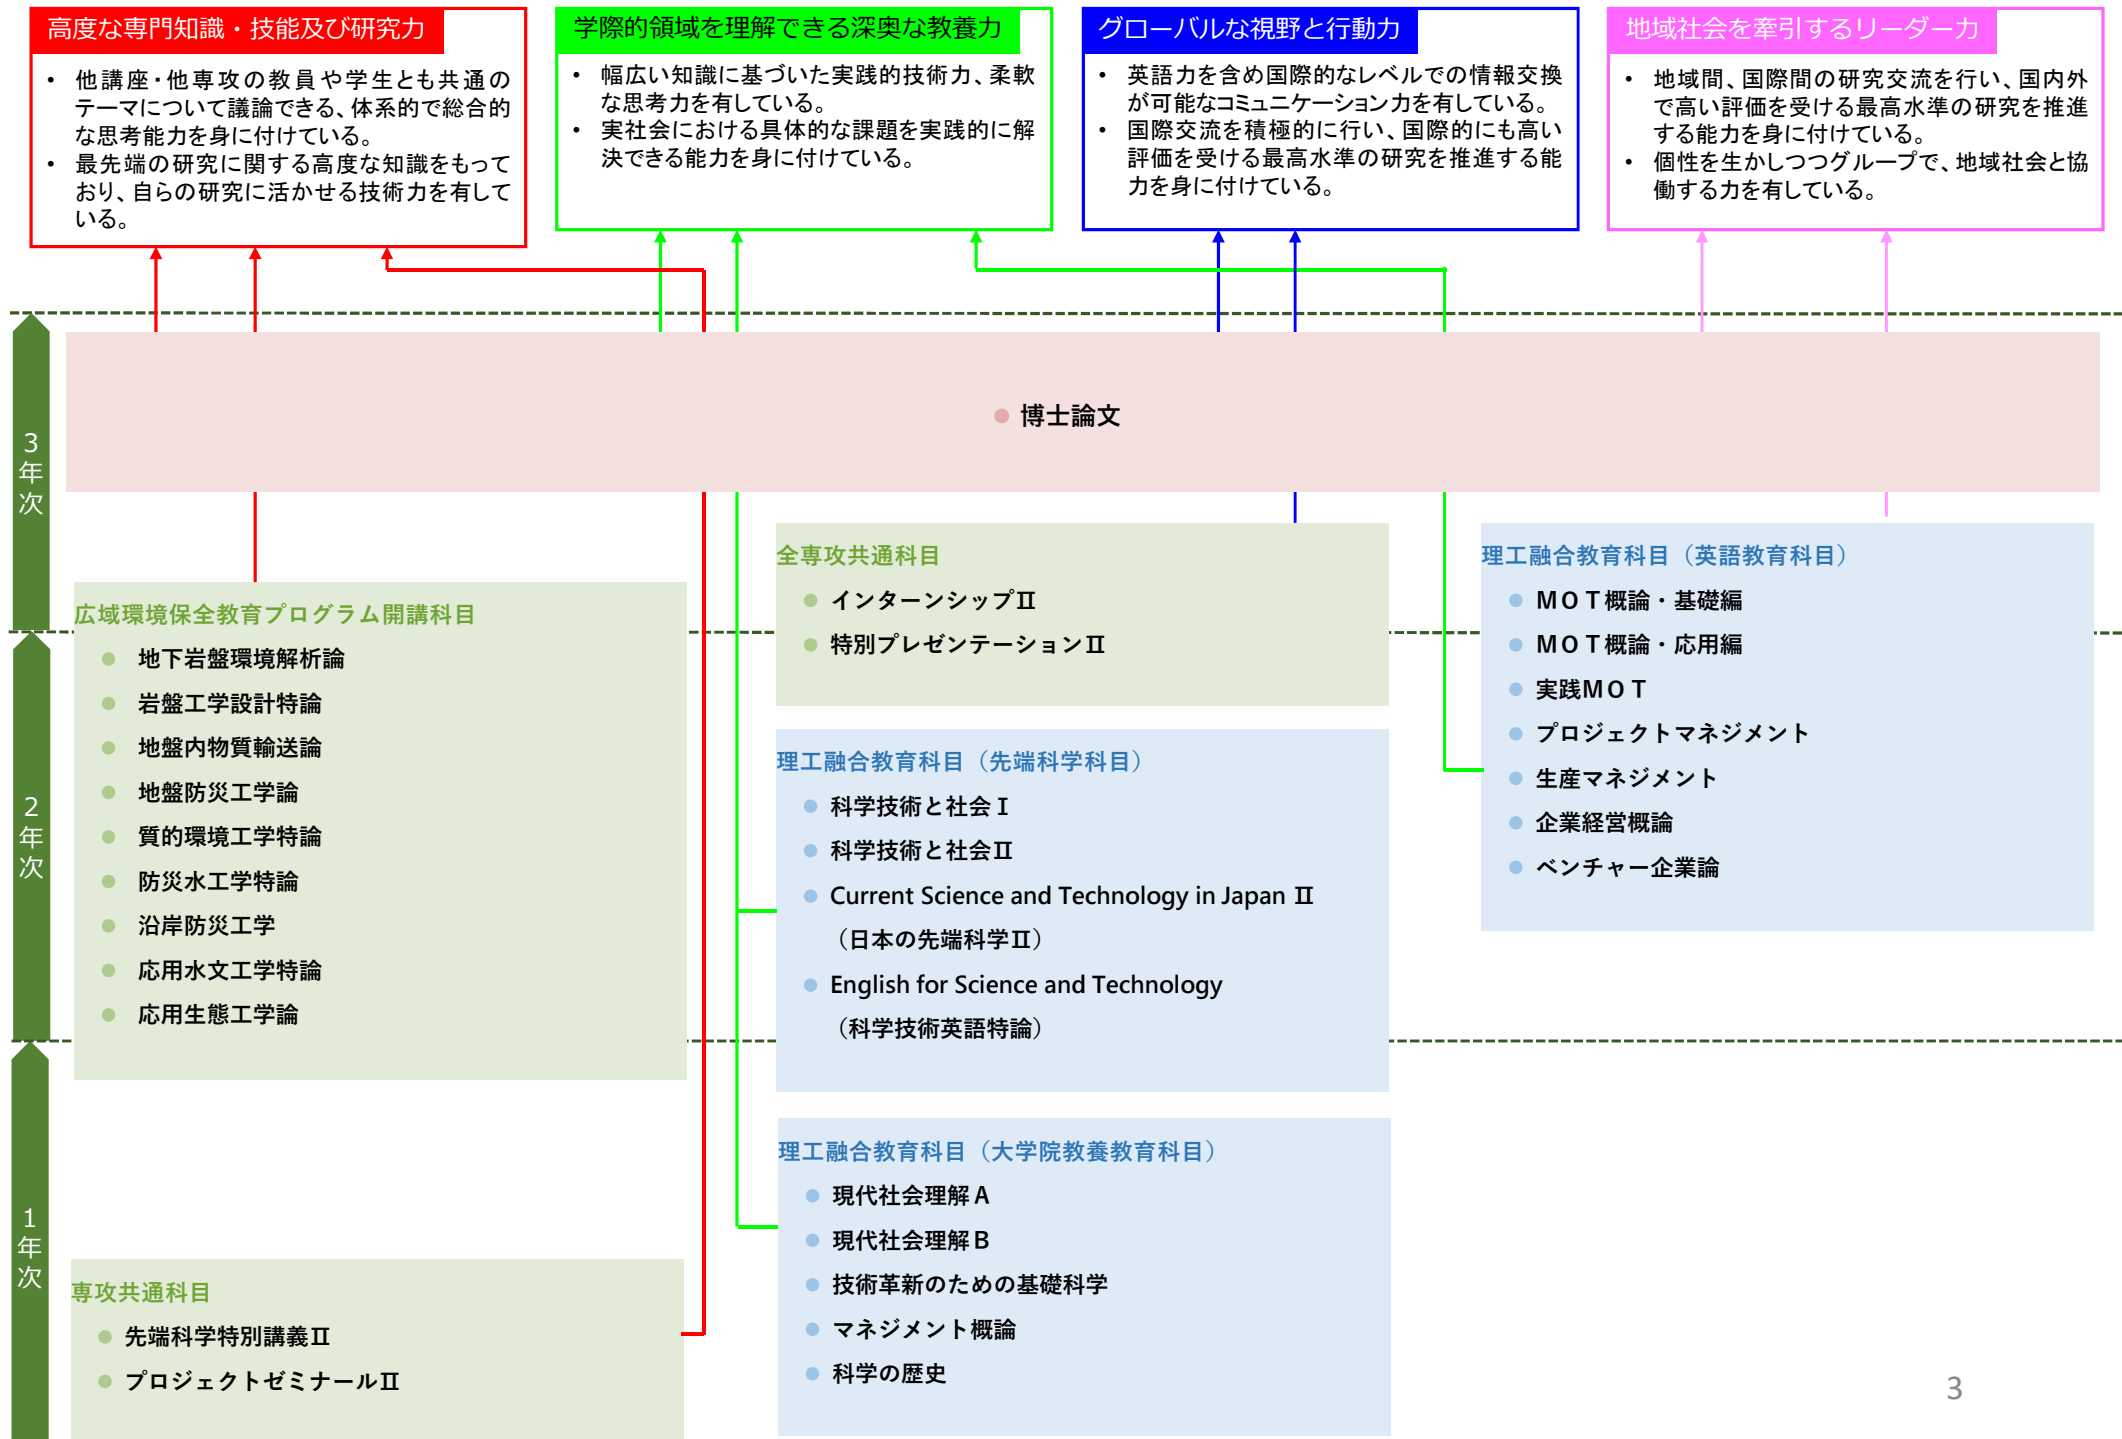 高度な専門知識・技能及び研究力
・ 他講座・他専攻の教員や学生とも共通の
テーマについて議論できる、体系的で総合的
な思考能力を身に付けている。
・ 最先端の研究に関する高度な知識をもって
おり、自らの研究に活かせる技術力を有して
いる。
学際的領域を理解できる深奥な教養力
・ 幅広い知識に基づいた実践的技術力、柔軟
な思考力を有している。
・ 実社会における具体的な課題を実践的に解
決できる能力を身に付けている。
グローバルな視野と行動力
・ 英語力を含め国際的なレベルでの情報交換
が可能なコミュニケーション力を有している。
・ 国際交流を積極的に行い、国際的にも高い
評価を受ける最高水準の研究を推進する能
力を身に付けている。
地域社会を牽引するリーダー力
・ 地域間、国際間の研究交流を行い、国内外
で高い評価を受ける最高水準の研究を推進
する能力を身に付けている。
・ 個性を生かしつつグループで、地域社会と協
働する力を有している。
3年次
博士論文
広域環境保全教育プログラム開講科目
地下岩盤環境解析論
岩盤工学設計特論
地盤内物質輸送論
地盤防災工学論
質的環境工学特論
防災水工学特論
沿岸防災工学
応用水文工学特論
応用生態工学論
全専攻共通科目
インターンシップⅡ
特別プレゼンテーションⅡ
理工融合教育科目（英語教育科目）
ＭＯＴ概論・基礎編
ＭＯＴ概論・応用編
実践ＭＯＴ
プロジェクトマネジメント
生産マネジメント
企業経営概論
ベンチャー企業論
2年次
理工融合教育科目（先端科学科目）
科学技術と社会Ⅰ
科学技術と社会Ⅱ
Current Science and Technology in Japan Ⅱ
（日本の先端科学Ⅱ）
English for Science and Technology
（科学技術英語特論）
1年次
理工融合教育科目（大学院教養教育科目）
現代社会理解Ａ
現代社会理解Ｂ
技術革新のための基礎科学
マネジメント概論
科学の歴史
専攻共通科目
先端科学特別講義Ⅱ
プロジェクトゼミナールⅡ
3